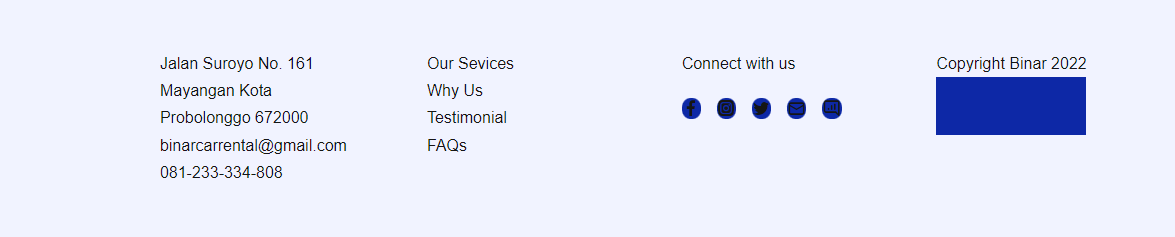 Jalan Suroyo No. 161
Mayangan Kota
Probolonggo 672000
binarcarrental@gmail.com
081-233-334-808
Our Sevices
Why Us
Testimonial
FAQs
Connect with us
Copyright Binar 2022